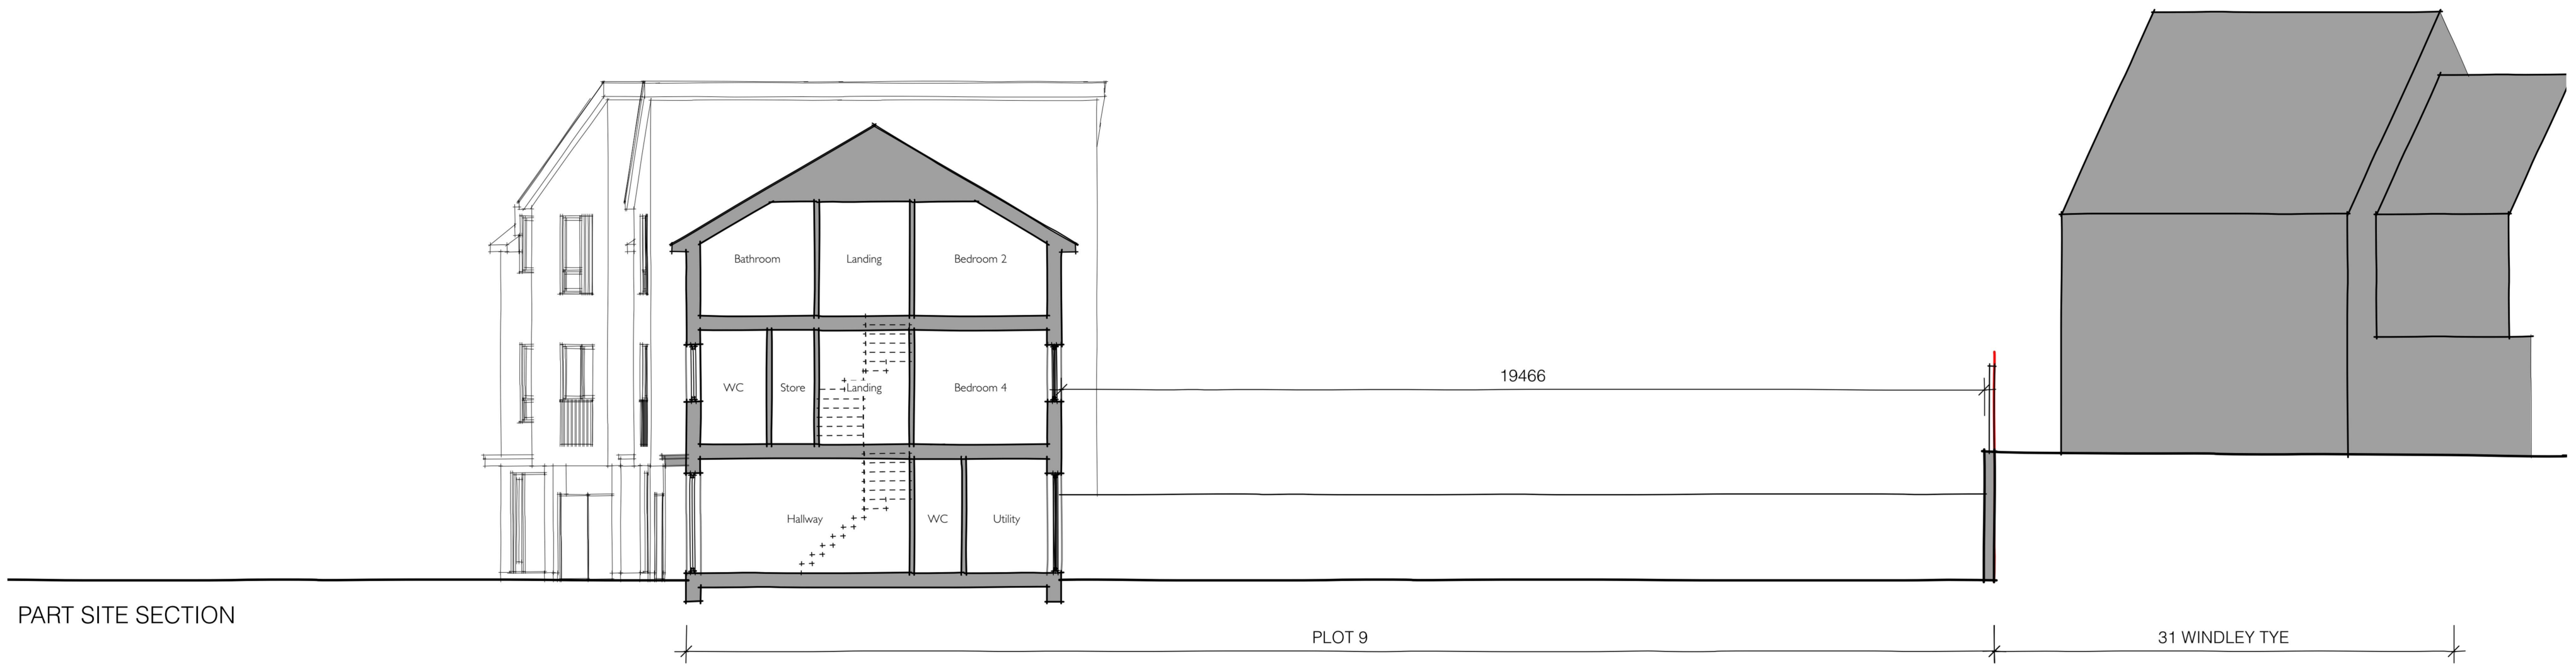 19466
Bathroom
Landing
Bedroom 2
WC
Store
Landing
Bedroom 4
Hallway
WC
Utility
PART SITE SECTION
PLOT 9
31 WINDLEY TYE